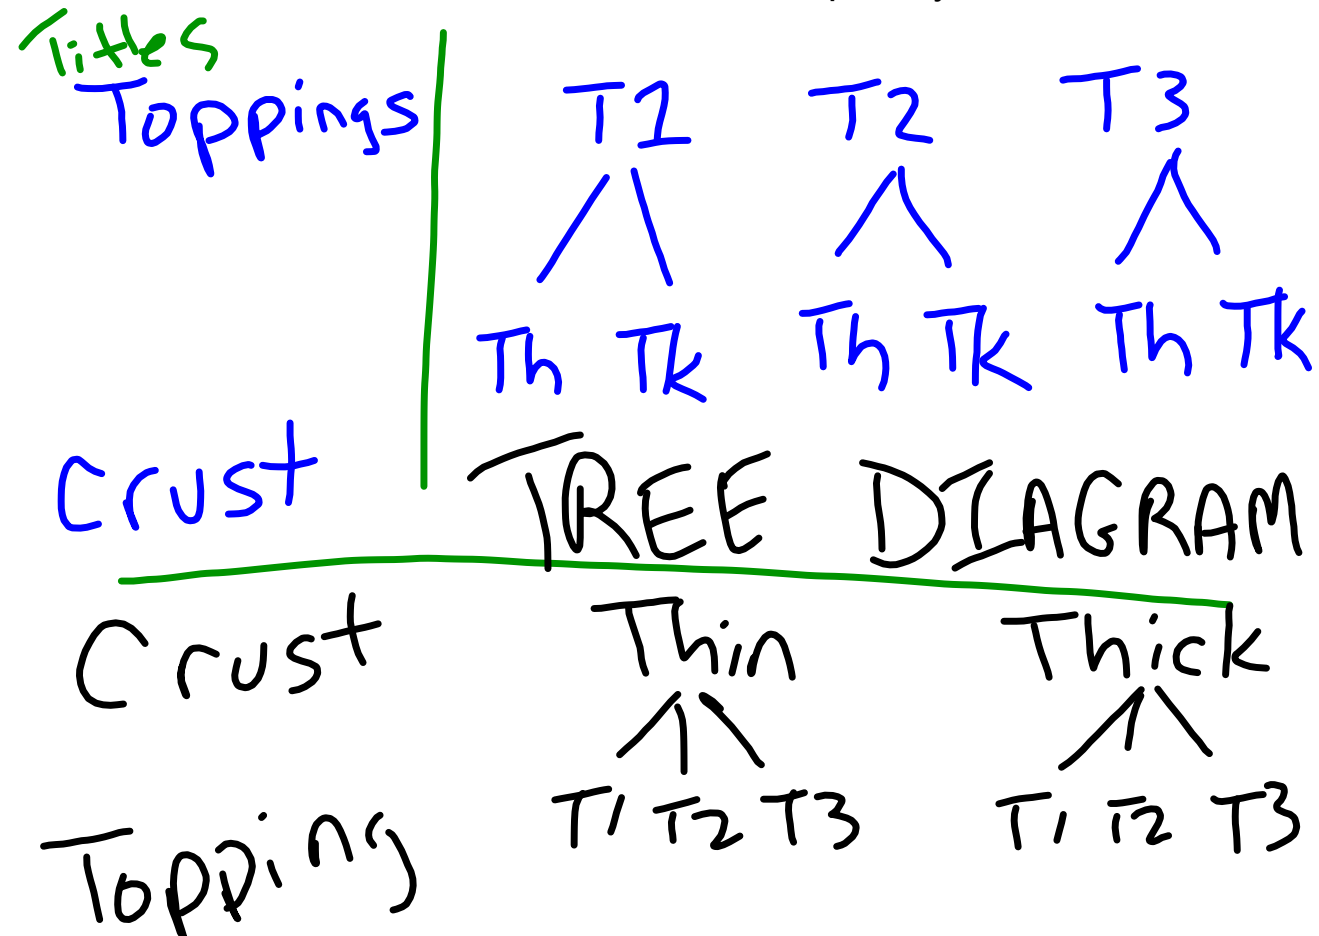 Titles
Toppings T1 T2 T3
Th Tk Th Tk Th Tk
Crust
TREE DIAGRAM
Crust Thin Thick
Topping T1 T2 T3 T1 T2 T3